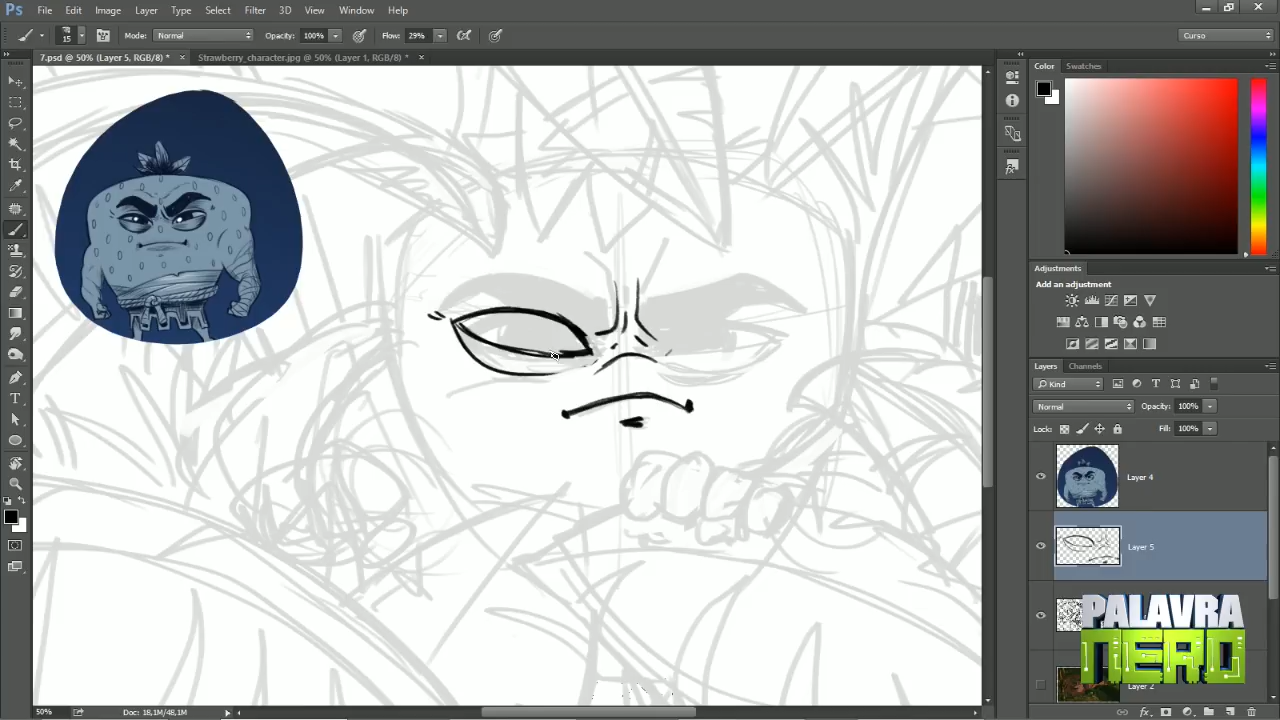 Ps File Edit Image Layer Type Select Filter 3D View Window Help
15 Mode: Normal Opacity: 100% Flow: 29% Curso
7.psd @ 50% (Layer 5, RGB/8) * × Strawberry_character.jpg @ 50% (Layer 1, RGB/8) * ×
Color Swatches
Adjustments
Add an adjustment
Layers Channels
Kind
Normal Opacity: 100%
Lock: Fill: 100%
Layer 4
Layer 5
PALAVRA
NERD
Layer 2
50% Doc: 18,1M/48,1M